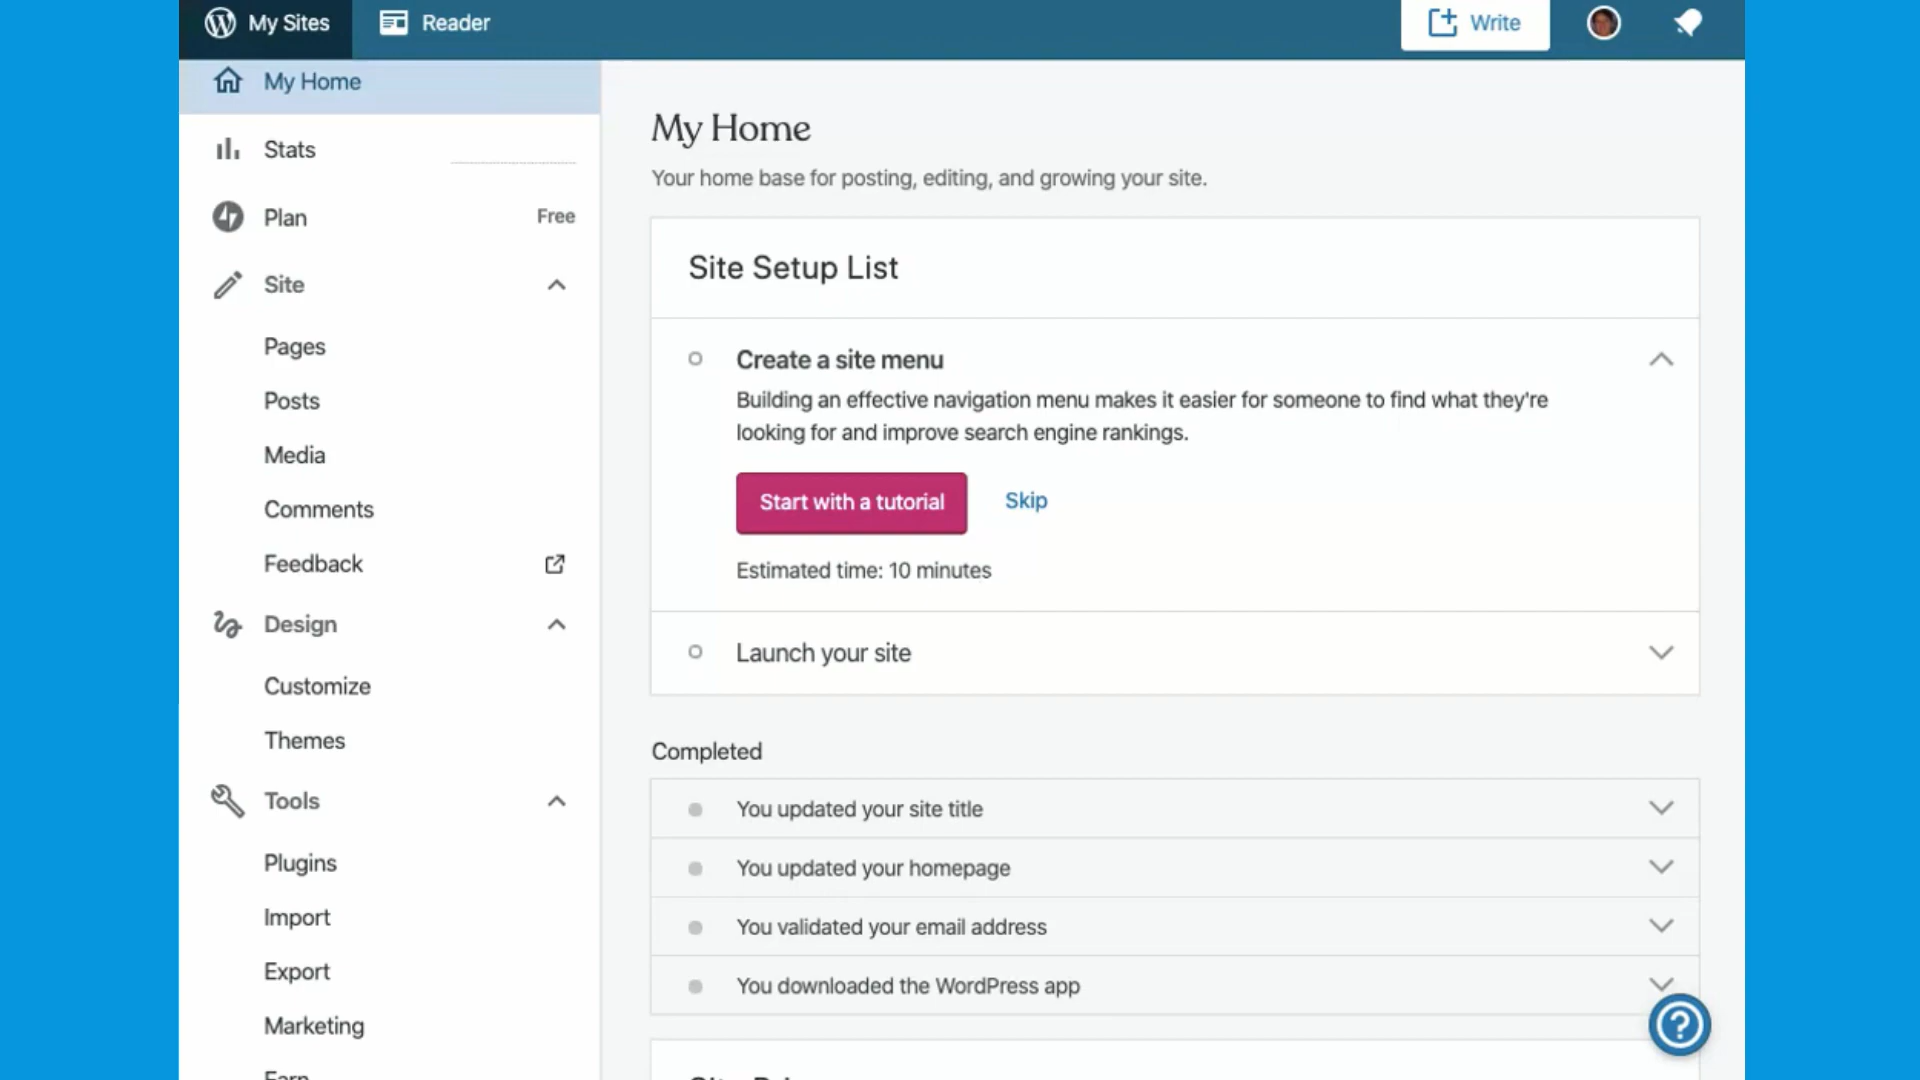 My Sites
Reader
Write
My Home
Stats
Plan
Free
Site
Pages
Posts
Media
Comments
Feedback
Design
Customize
Themes
Tools
Plugins
Import
Export
Marketing
My Home
Your home base for posting, editing, and growing your site.
Site Setup List
Create a site menu
Building an effective navigation menu makes it easier for someone to find what they're
looking for and improve search engine rankings.
Start with a tutorial
Skip
Estimated time: 10 minutes
Launch your site
Completed
You updated your site title
You updated your homepage
You validated your email address
You downloaded the WordPress app
?